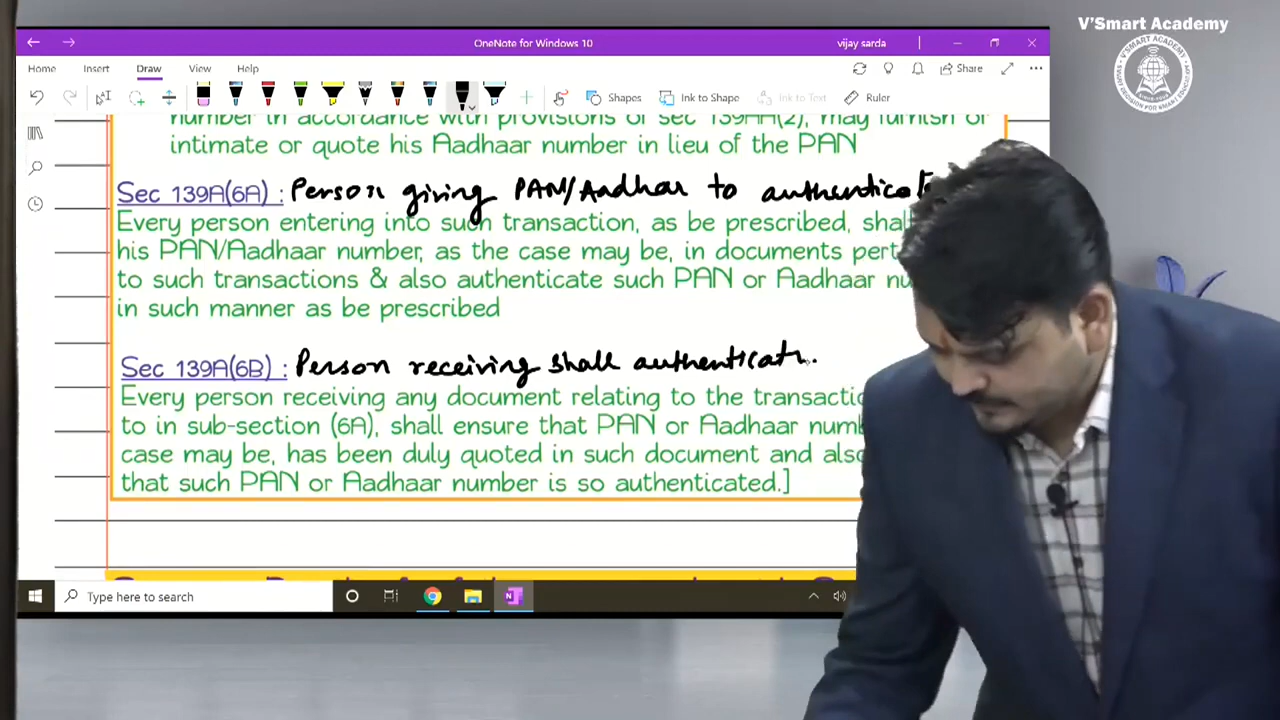 V'Smart Academy
OneNote for Windows 10
vijay sarda
Home Insert Draw View Help
Share
Shapes Ink to Shape Ink to Text Ruler
number in accordance with provisions of sec 139AA(2), may furnish or
intimate or quote his Aadhaar number in lieu of the PAN
Sec 139A(6A) : Person giving PAN/Aadhar to
Every person entering into such transaction, as be prescribed,
his PAN/Aadhaar number, as the case may be, in documents
to such transactions & also authenticate such PAN or Aadhaar
in such manner as be prescribed
Sec 139A(6B) : Person receiving shall authenticat
Every person receiving any document relating to the
to in sub-section (6A), shall ensure that PAN or Aadhaar
case may be, has been duly quoted in such document and also
that such PAN or Aadhaar number is so authenticated.]
Type here to search